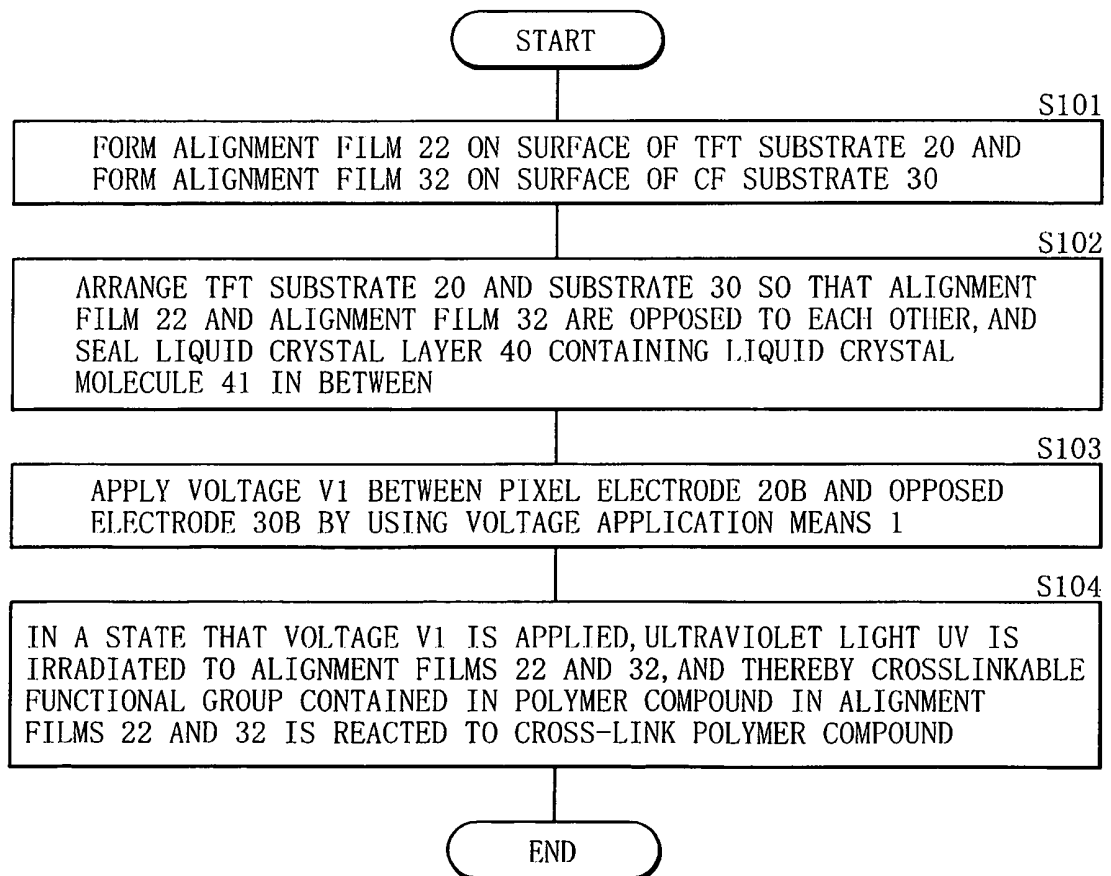 START
S101
FORM ALIGNMENT FILM 22 ON SURFACE OF TFT SUBSTRATE 20 AND
FORM ALIGNMENT FILM 32 ON SURFACE OF CF SUBSTRATE 30
S102
ARRANGE TFT SUBSTRATE 20 AND SUBSTRATE 30 SO THAT ALIGNMENT
FILM 22 AND ALIGNMENT FILM 32 ARE OPPOSED TO EACH OTHER, AND
SEAL LIQUID CRYSTAL LAYER 40 CONTAINING LIQUID CRYSTAL
MOLECULE 41 IN BETWEEN
S103
APPLY VOLTAGE V1 BETWEEN PIXEL ELECTRODE 20B AND OPPOSED
ELECTRODE 30B BY USING VOLTAGE APPLICATION MEANS 1
S104
IN A STATE THAT VOLTAGE V1 IS APPLIED, ULTRAVIOLET LIGHT UV IS
IRRADIATED TO ALIGNMENT FILMS 22 AND 32, AND THEREBY CROSSLINKABLE
FUNCTIONAL GROUP CONTAINED IN POLYMER COMPOUND IN ALIGNMENT
FILMS 22 AND 32 IS REACTED TO CROSS-LINK POLYMER COMPOUND
END